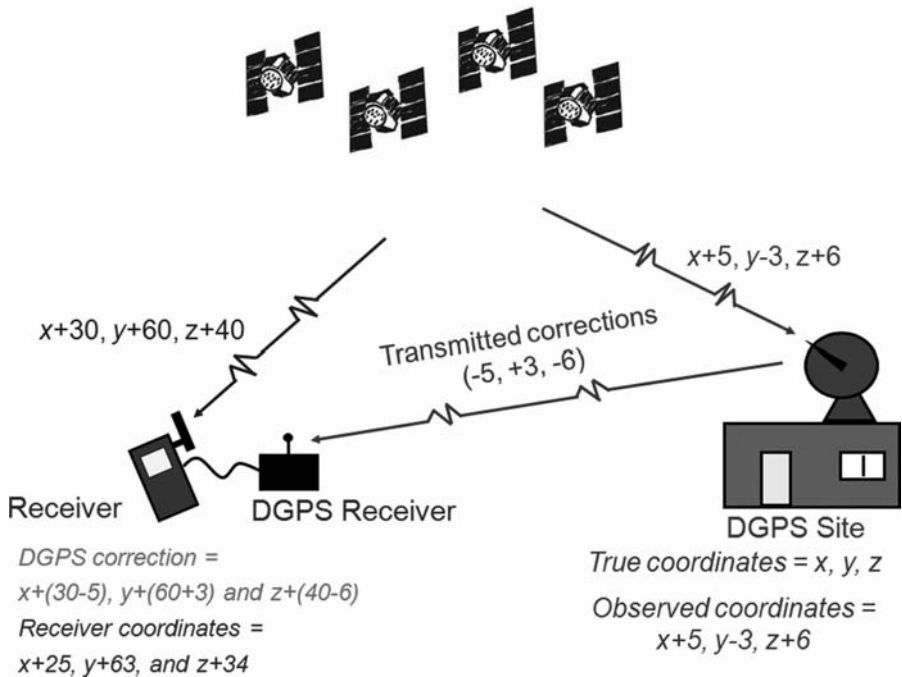 x+5, y-3, z+6
x+30, y+60, z+40
Transmitted corrections
(-5, +3, -6)
Receiver
DGPS Receiver
DGPS correction =
x+(30-5), y+(60+3) and z+(40-6)
Receiver coordinates =
x+25, y+63, and z+34
DGPS Site
True coordinates = x, y, z
Observed coordinates =
x+5, y-3, z+6